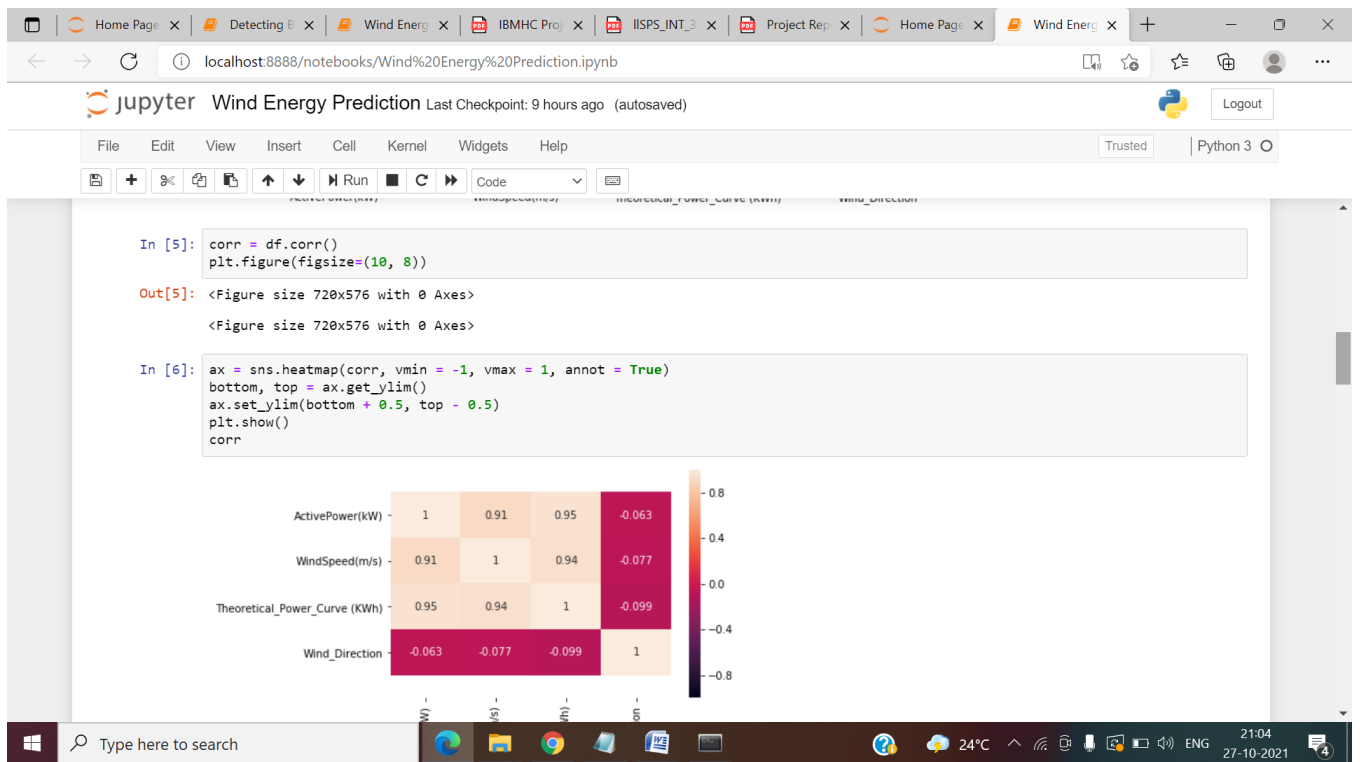 Home Page
Detecting B
Wind Energ
IBMHC Proj
IISPS_INT_3
Project Rep
Home Page
Wind Energ
localhost:8888/notebooks/Wind%20Energy%20Prediction.ipynb
jupyter Wind Energy Prediction Last Checkpoint: 9 hours ago (autosaved)
Logout
File Edit View Insert Cell Kernel Widgets Help
Trusted
Python 3
Run
Code
ActivePower(kW) WindSpeed(m/s) Theoretical_Power_Curve (KWh) Wind_Direction
In [5]: corr = df.corr()
plt.figure(figsize=(10, 8))
Out[5]: <Figure size 720x576 with 0 Axes>
<Figure size 720x576 with 0 Axes>
In [6]: ax = sns.heatmap(corr, vmin = -1, vmax = 1, annot = True)
bottom, top = ax.get_ylim()
ax.set_ylim(bottom + 0.5, top - 0.5)
plt.show()
corr
ActivePower(kW) 1 0.91 0.95 -0.063
WindSpeed(m/s) 0.91 1 0.94 -0.077
Theoretical_Power_Curve (KWh) 0.95 0.94 1 -0.099
Wind_Direction -0.063 -0.077 -0.099 1
0.8
0.4
0.0
-0.4
-0.8
W)
/s)
/h)
on
Type here to search
24°C
ENG
21:04
27-10-2021
4